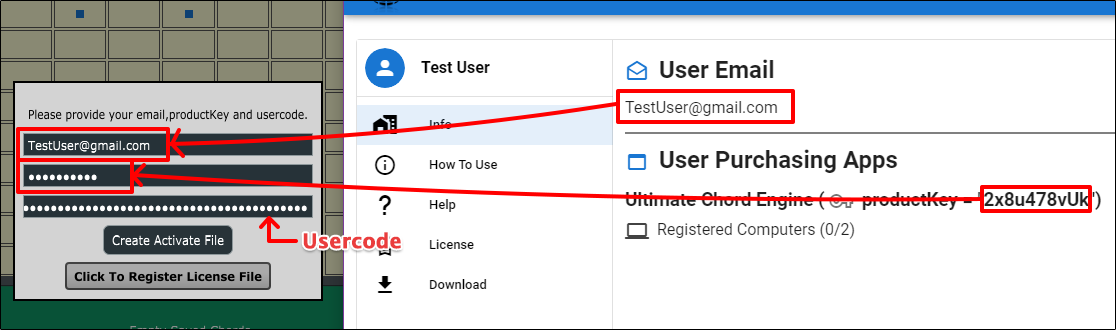 Please provide your email,productKey and usercode.
TestUser@gmail.com
••••••••••
Usercode
Create Activate File
Click To Register License File
Empty Saved Chords
Test User
Info
How To Use
Help
License
Download
User Email
TestUser@gmail.com
User Purchasing Apps
Ultimate Chord Engine ( productKey = '2x8u478vUk')
Registered Computers (0/2)